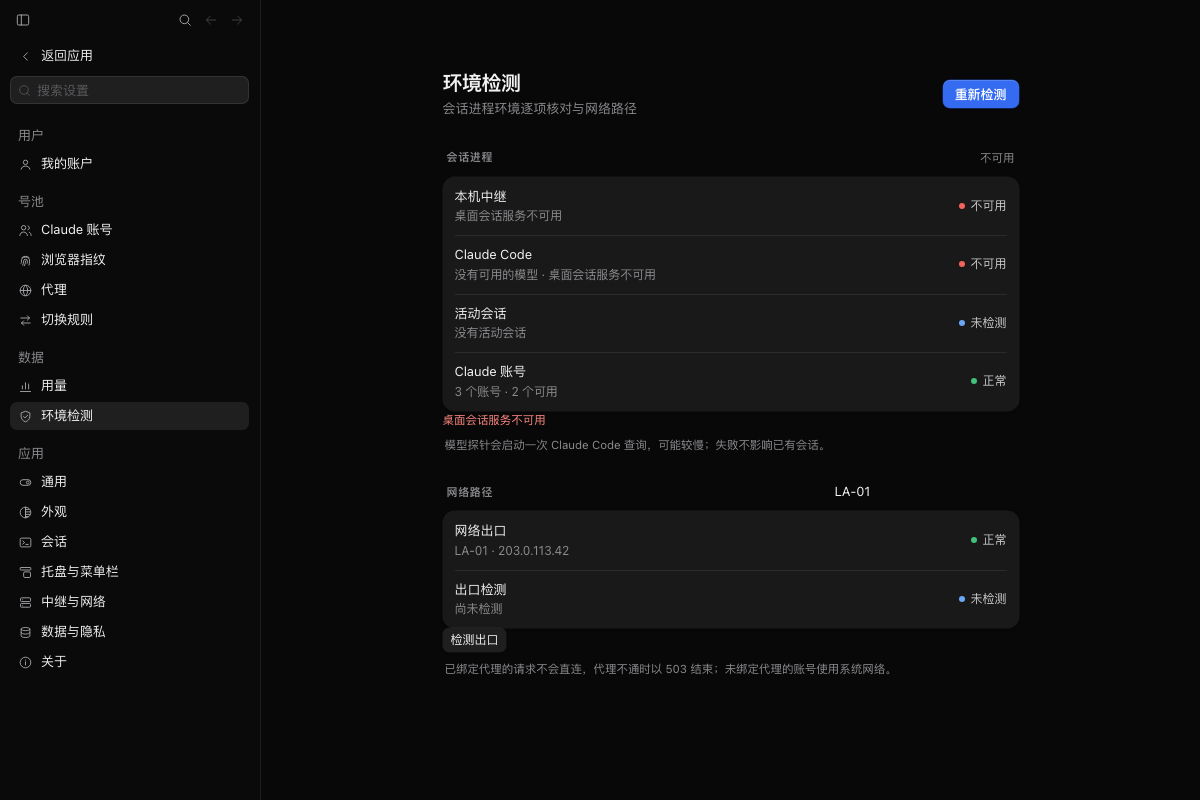 返回应用
搜索设置
用户
我的账户
号池
Claude 账号
浏览器指纹
代理
切换规则
数据
用量
环境检测
应用
通用
外观
会话
托盘与菜单栏
中继与网络
数据与隐私
关于
环境检测
会话进程环境逐项核对与网络路径
重新检测
会话进程
不可用
本机中继
桌面会话服务不可用
不可用
Claude Code
没有可用的模型 · 桌面会话服务不可用
不可用
活动会话
没有活动会话
未检测
Claude 账号
3 个账号 · 2 个可用
正常
桌面会话服务不可用
模型探针会启动一次 Claude Code 查询，可能较慢；失败不影响已有会话。
网络路径
LA-01
网络出口
LA-01 · 203.0.113.42
正常
出口检测
尚未检测
未检测
检测出口
已绑定代理的请求不会直连，代理不通时以 503 结束；未绑定代理的账号使用系统网络。